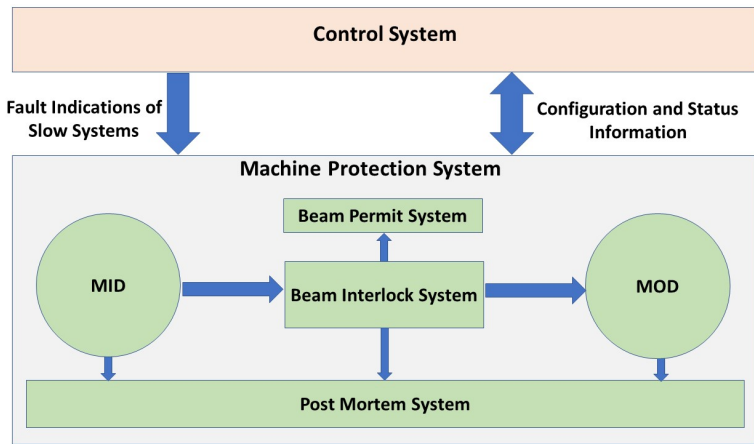 Control System
Fault Indications of
Slow Systems
Configuration and Status
Information
Machine Protection System
Beam Permit System
MID
Beam Interlock System
MOD
Post Mortem System